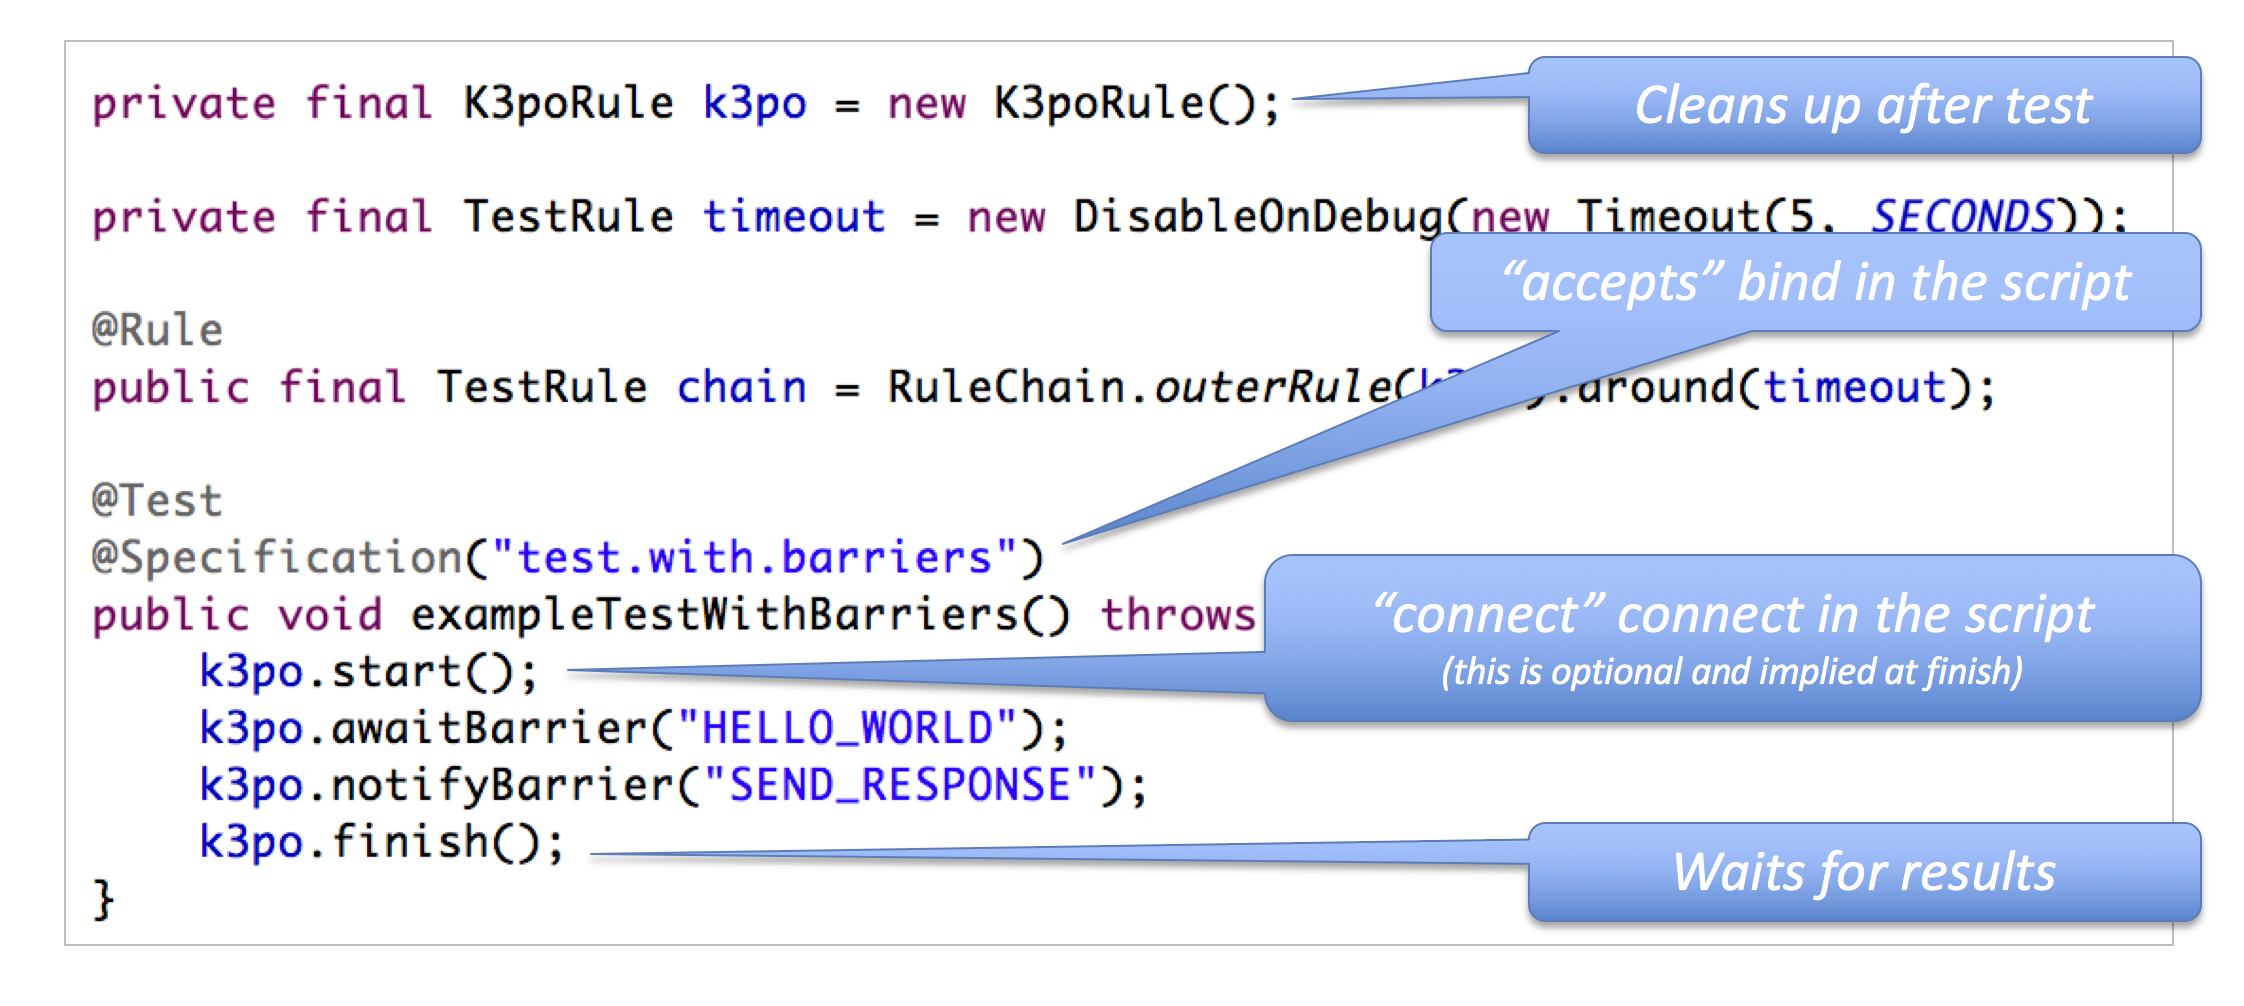 private final K3poRule k3po = new K3poRule();
Cleans up after test
private final TestRule timeout = new DisableOnDebug(new Timeout(5, SECONDS));
“accepts” bind in the script
@Rule
public final TestRule chain = RuleChain.outerRule( ).around(timeout);
@Test
@Specification("test.with.barriers")
public void exampleTestWithBarriers() throws
“connect” connect in the script
(this is optional and implied at finish)
k3po.start();
k3po.awaitBarrier("HELLO_WORLD");
k3po.notifyBarrier("SEND_RESPONSE");
k3po.finish();
Waits for results
}